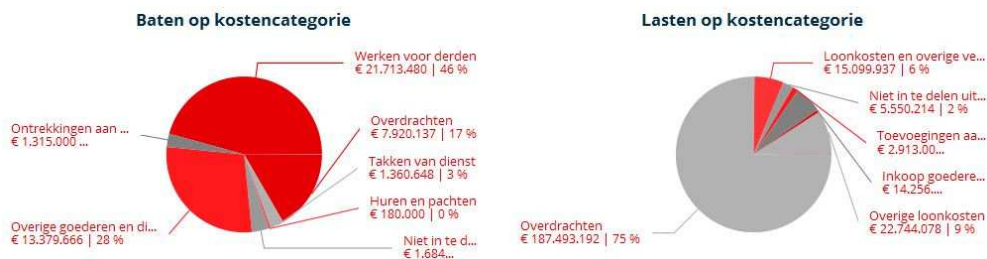 Baten op kostencategorie
Werken voor derden
€ 21.713.480 | 46 %
Overdrachten
€ 7.920.137 | 17 %
Takken van dienst
€ 1.360.648 | 3 %
Huren en pachten
€ 180.000 | 0 %
Niet in te d...
€ 1.684....
Overige goederen en di...
€ 13.379.666 | 28 %
Ontrekkingen aan ...
€ 1.315.000 ...
Lasten op kostencategorie
Loonkosten en overige ve...
€ 15.099.937 | 6 %
Niet in te delen uit...
€ 5.550.214 | 2 %
Toevoegingen aa...
€ 2.913.00...
Inkoop goedere...
€ 14.256....
Overige loonkosten
€ 22.744.078 | 9 %
Overdrachten
€ 187.493.192 | 75 %